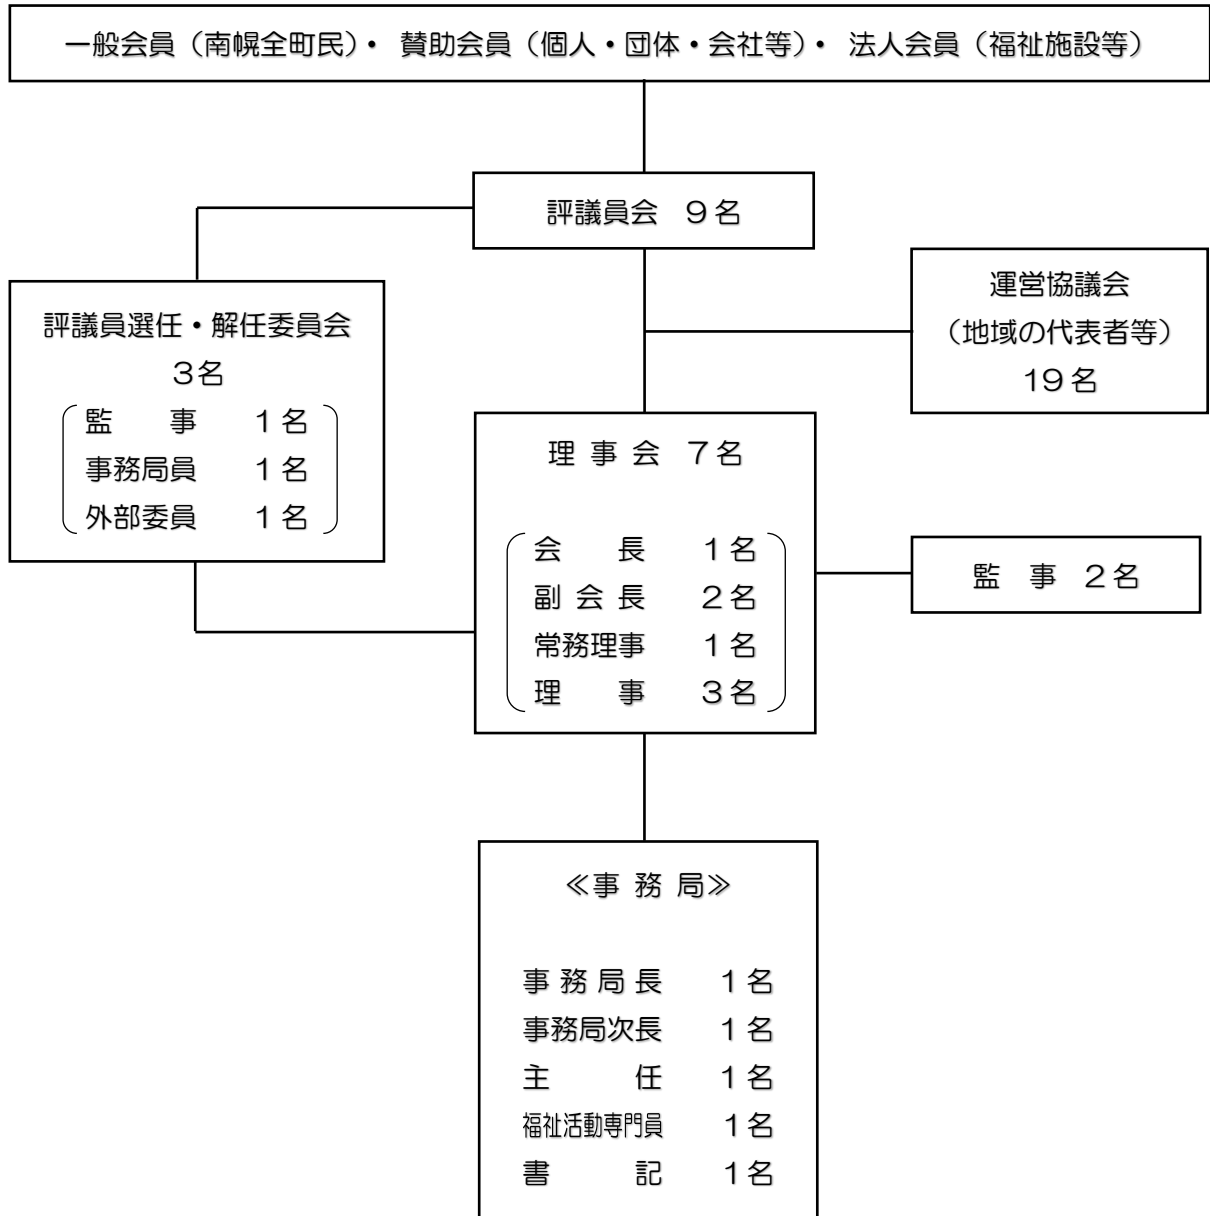 一般会員（南幌全町民）・　賛助会員（個人・団体・会社等）・　法人会員（福祉施設等）
評議員会　９名
評議員選任・解任委員会
３名
監　　事　　１名
事務局員　　１名
外部委員　　１名
運営協議会
（地域の代表者等）
19名
理 事 会　７名
会　　長　　１名
副 会 長　　２名
常務理事　　１名
理　　事　　３名
監　事　２名
≪事 務 局≫
事 務 局 長　　１名
事務局次長　　１名
主　　　任　　１名
福祉活動専門員　　１名
書　　　記　　１名